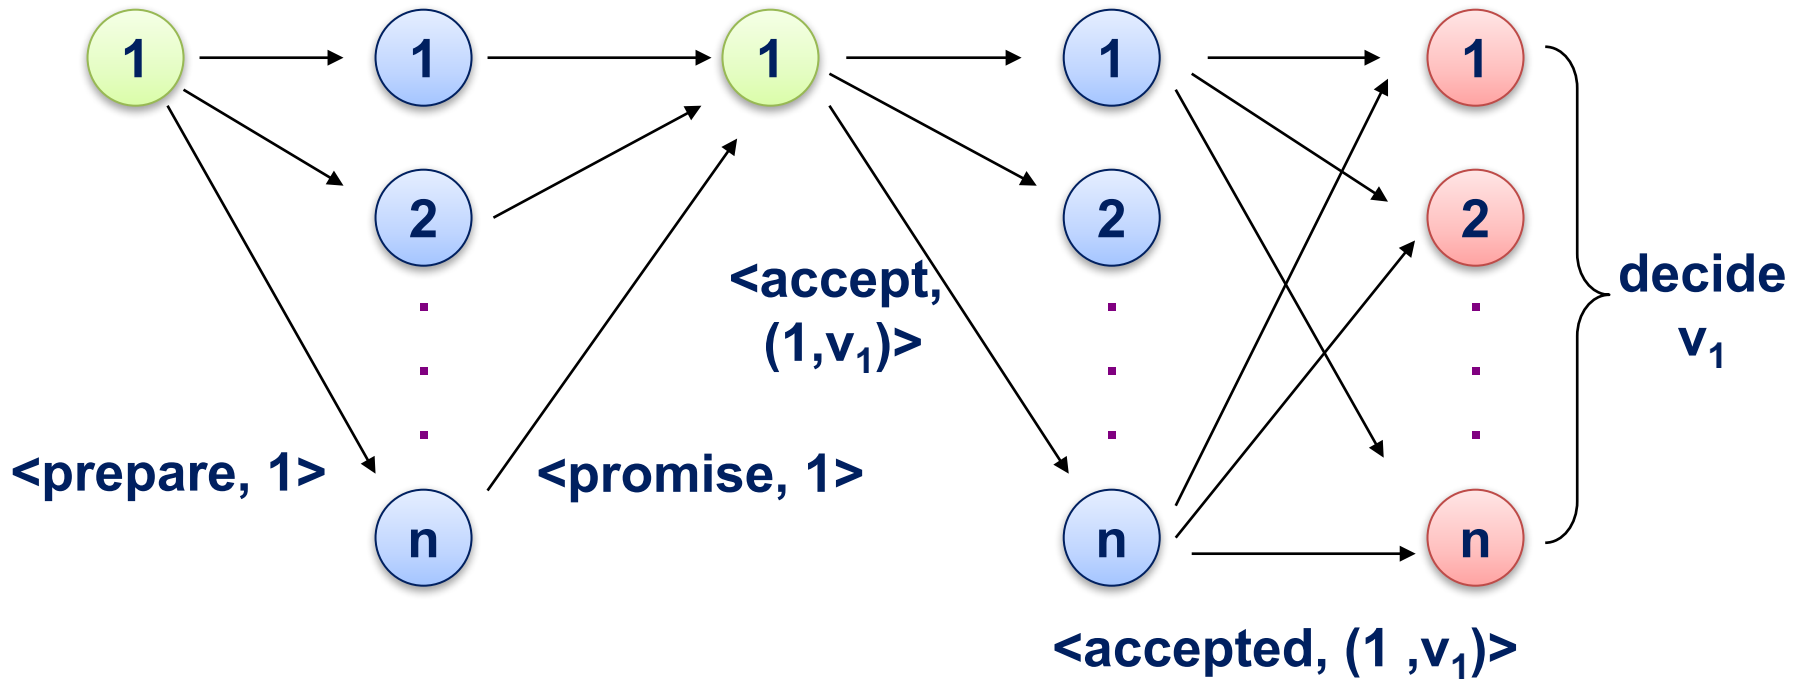 1 1 1 1 1
2 2 2
<accept,
(1,v₁)>
decide
v₁
<prepare, 1>
<promise, 1>
n n n
<accepted, (1 ,v₁)>